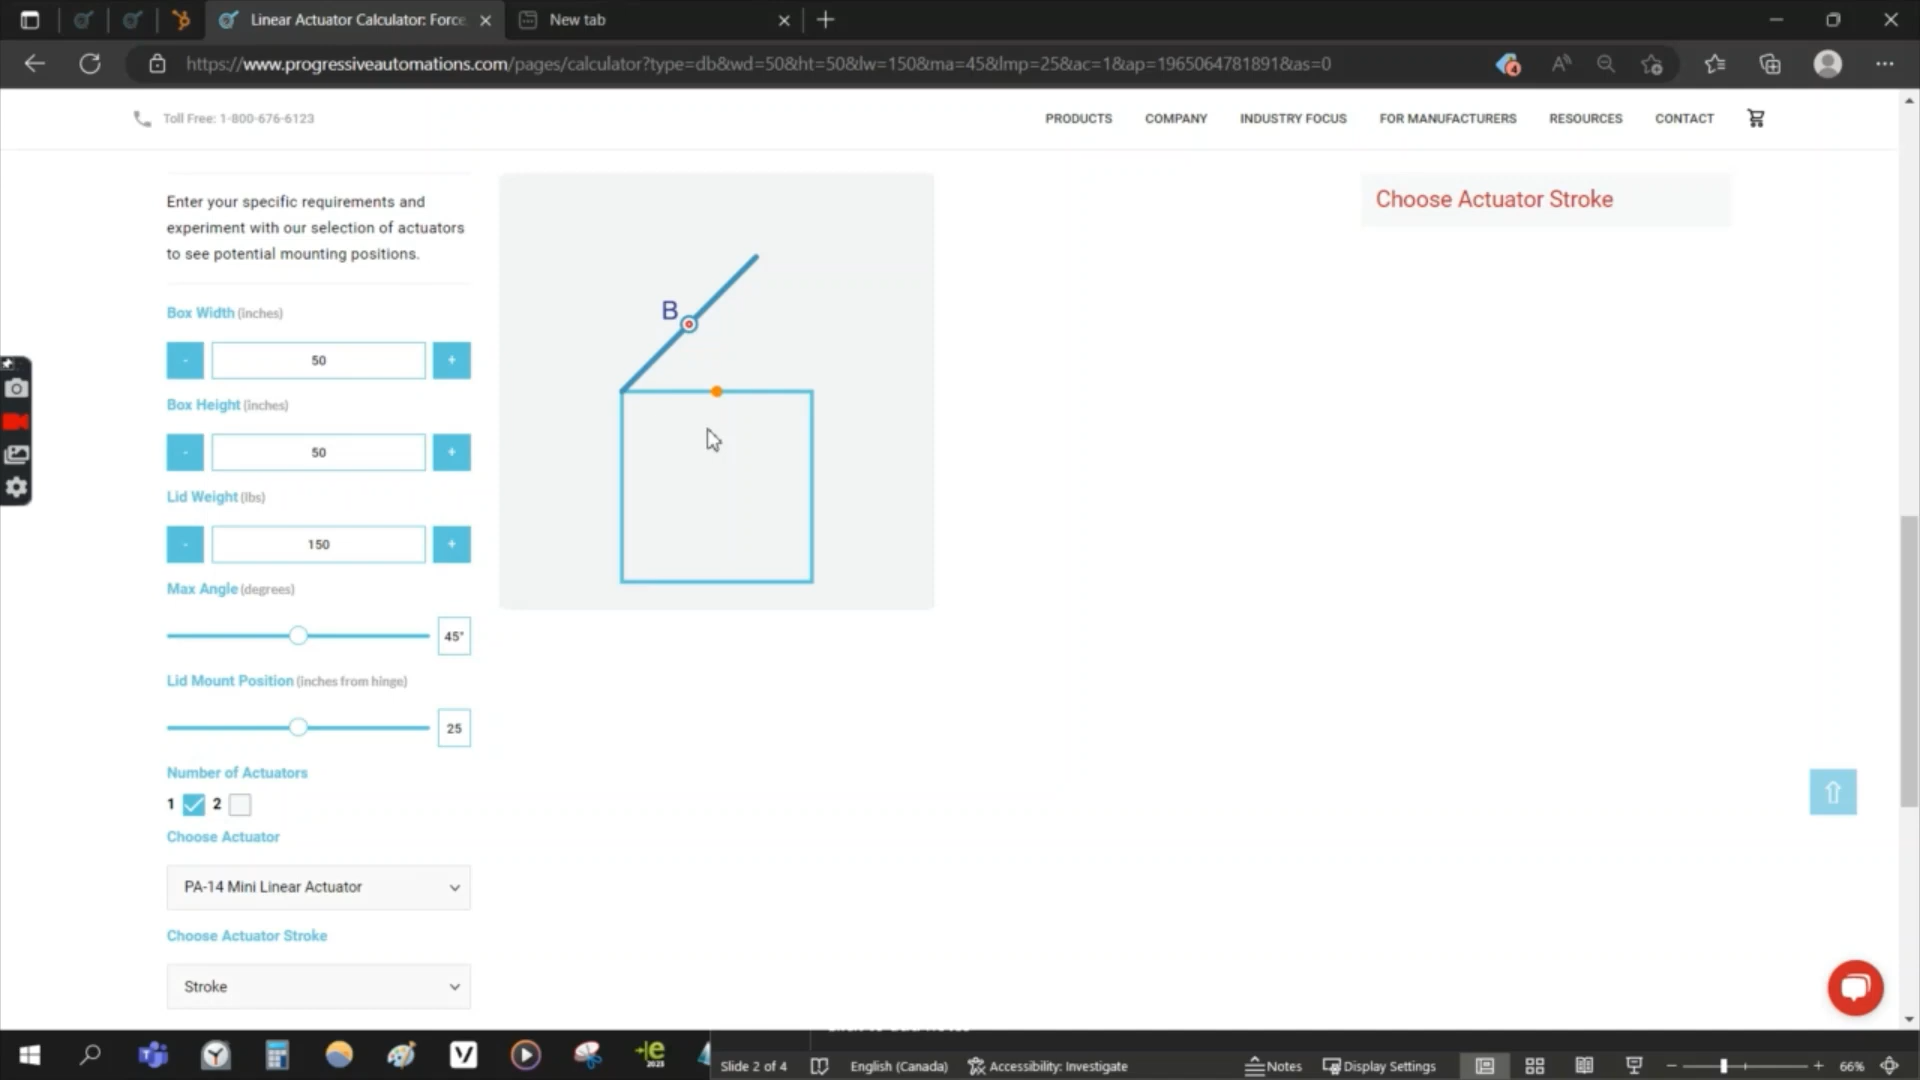 Linear Actuator Calculator: Force
New tab
https://www.progressiveautomations.com/pages/calculator?type=db&wd=50&ht=50&lw=150&ma=45&lmp=25&ac=1&ap=1965064781891&as=0
4
Toll Free: 1-800-676-6123
PRODUCTS COMPANY INDUSTRY FOCUS FOR MANUFACTURERS RESOURCES CONTACT
Enter your specific requirements and
experiment with our selection of actuators
to see potential mounting positions.
Choose Actuator Stroke
B
Box Width (inches)
- 50 +
Box Height (inches)
- 50 +
Lid Weight (lbs)
- 150 +
Max Angle (degrees)
45°
Lid Mount Position (inches from hinge)
25
Number of Actuators
1 2
Choose Actuator
PA-14 Mini Linear Actuator
Choose Actuator Stroke
Stroke
e
2023
Slide 2 of 4
English (Canada)
Accessibility: Investigate
Notes
Display Settings
66%